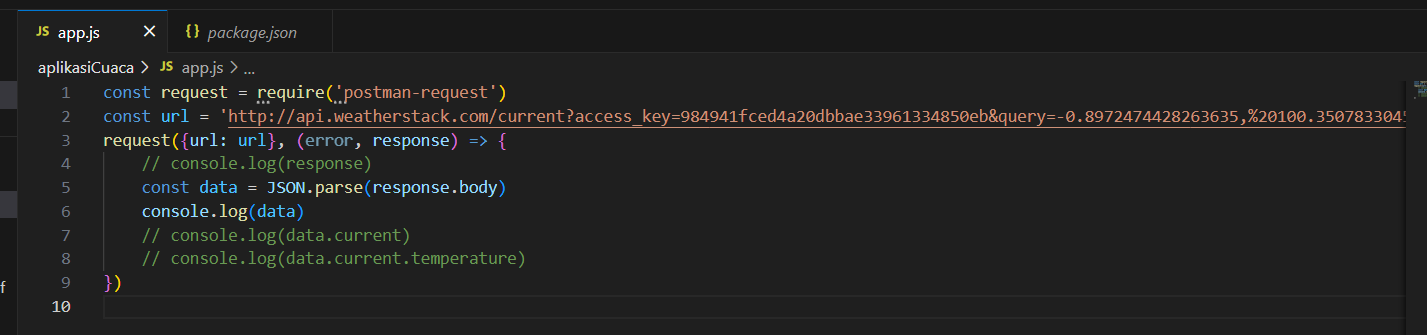 JS app.js × {} package.json
aplikasiCuaca > JS app.js > ...
1 const request = require('postman-request')
2 const url = 'http://api.weatherstack.com/current?access_key=984941fced4a20dbbae33961334850eb&query=-0.8972474428263635,%20100.350783304
3 request({url: url}, (error, response) => {
4 // console.log(response)
5 const data = JSON.parse(response.body)
6 console.log(data)
7 // console.log(data.current)
8 // console.log(data.current.temperature)
9 })
10
f